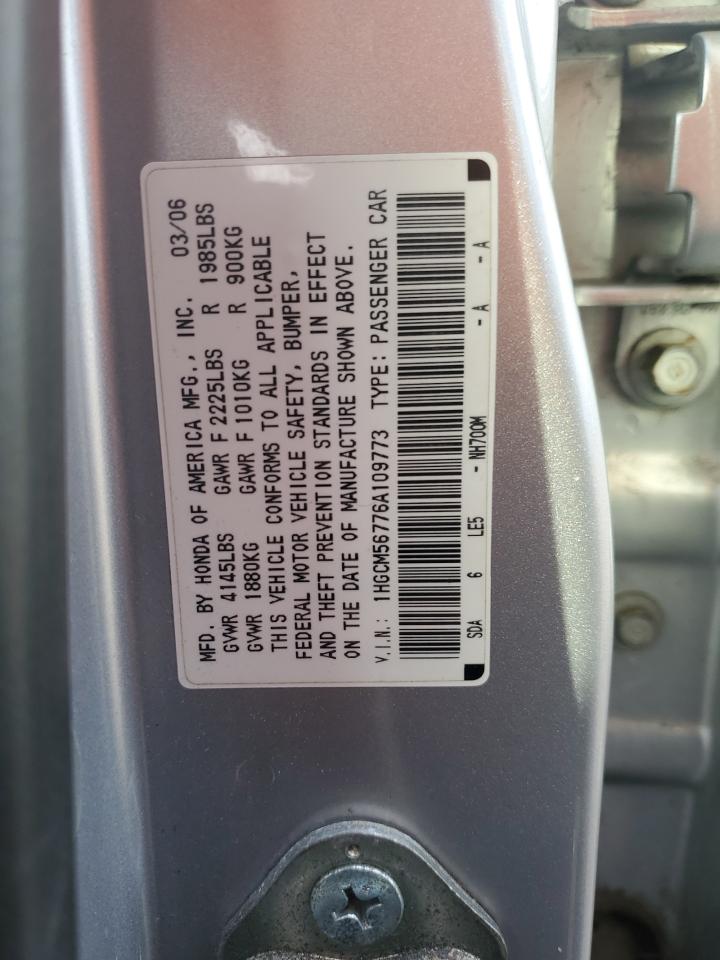 MFD. BY HONDA OF AMERICA MFG., INC. 03/06
GVWR 4145LBS GAWR F 2225LBS R 1985LBS
GVWR 1880KG GAWR F 1010KG R 900KG
THIS VEHICLE CONFORMS TO ALL APPLICABLE
FEDERAL MOTOR VEHICLE SAFETY, BUMPER,
AND THEFT PREVENTION STANDARDS IN EFFECT
ON THE DATE OF MANUFACTURE SHOWN ABOVE.
V.I.N.: 1HGCM56776A109773 TYPE: PASSENGER CAR
SDA 6 LE5 - NH700M - A - A